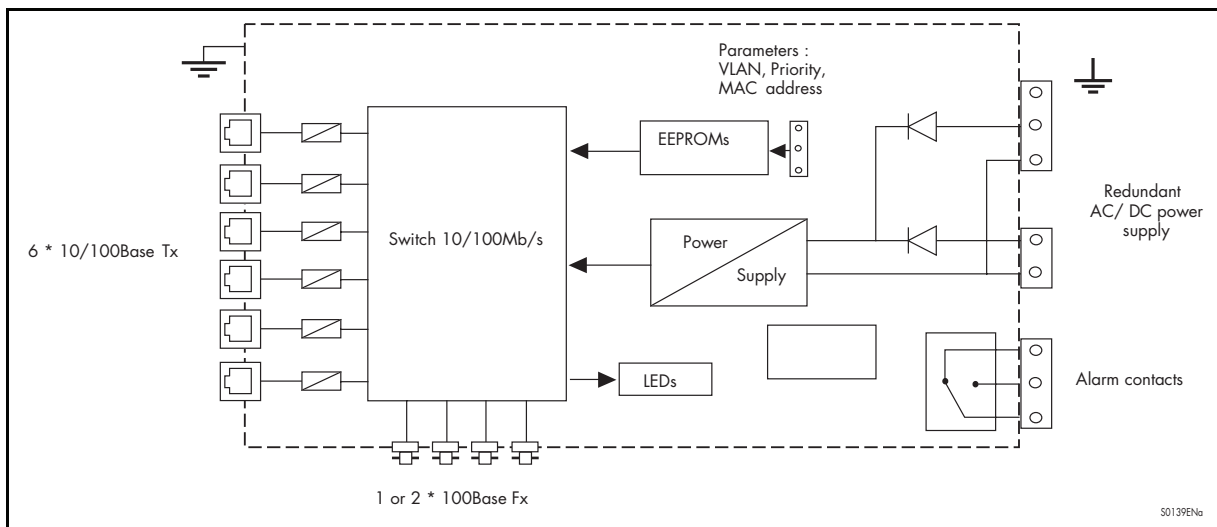 Parameters :
VLAN, Priority,
MAC address
EEPROMs
Redundant
AC/ DC power
supply
6 * 10/100Base Tx
Switch 10/100Mb/s
Power
Supply
LEDs
Alarm contacts
1 or 2 * 100Base Fx
S0139ENa